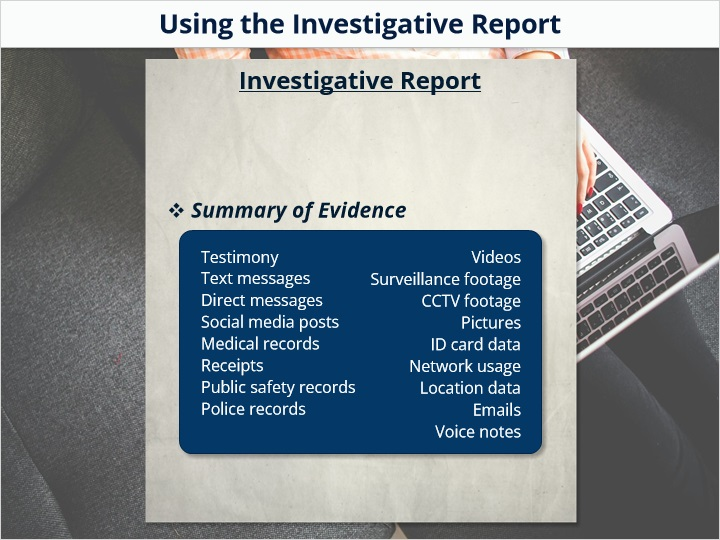 Using the Investigative Report
Investigative Report
❖ Summary of Evidence
Testimony
Text messages
Direct messages
Social media posts
Medical records
Receipts
Public safety records
Police records
Videos
Surveillance footage
CCTV footage
Pictures
ID card data
Network usage
Location data
Emails
Voice notes